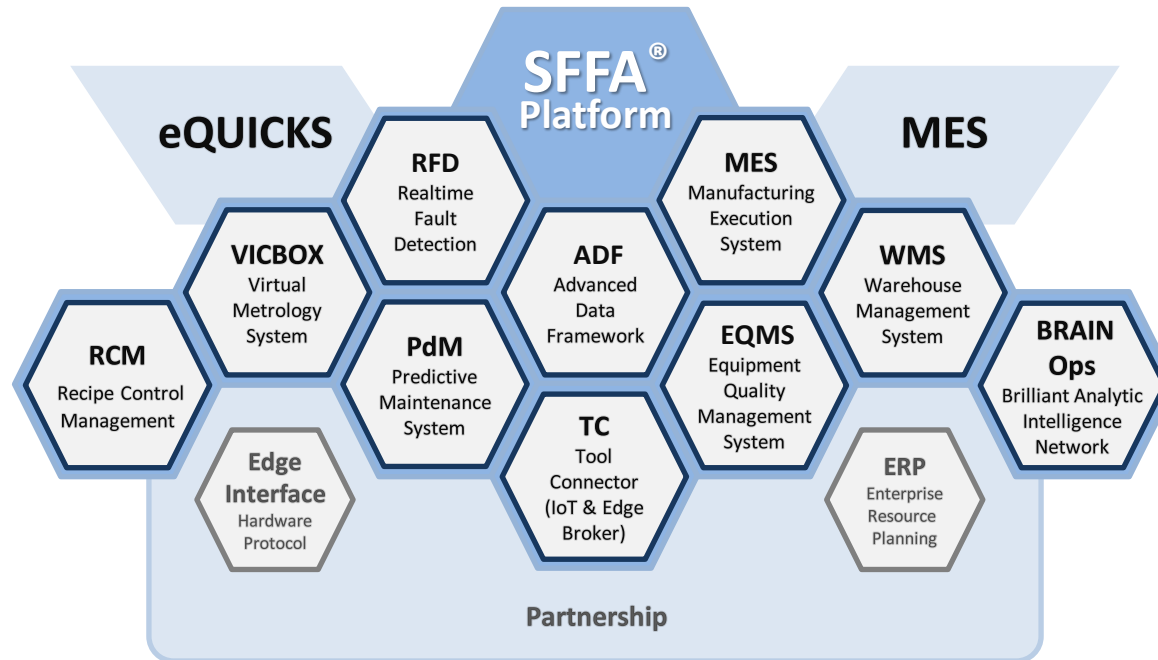 SFFA®
Platform
eQUICKS
MES
RFD
Realtime
Fault
Detection
MES
Manufacturing
Execution
System
VICBOX
Virtual
Metrology
System
ADF
Advanced
Data
Framework
WMS
Warehouse
Management
System
RCM
Recipe Control
Management
PdM
Predictive
Maintenance
System
EQMS
Equipment
Quality
Management
System
BRAIN
Ops
Brilliant Analytic
Intelligence
Network
TC
Tool
Connector
(IoT & Edge
Broker)
Edge
Interface
Hardware
Protocol
ERP
Enterprise
Resource
Planning
Partnership